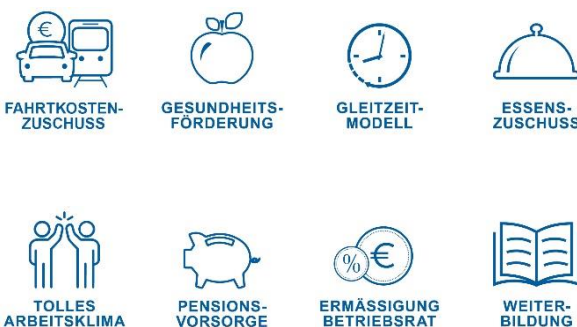 €
FAHRTKOSTEN-
ZUSCHUSS
GESUNDHEITS-
FÖRDERUNG
GLEITZEIT-
MODELL
ESSENS-
ZUSCHUSS
TOLLES
ARBEITSKLIMA
PENSIONS-
VORSORGE
% €
ERMÄSSIGUNG
BETRIEBSRAT
WEITER-
BILDUNG